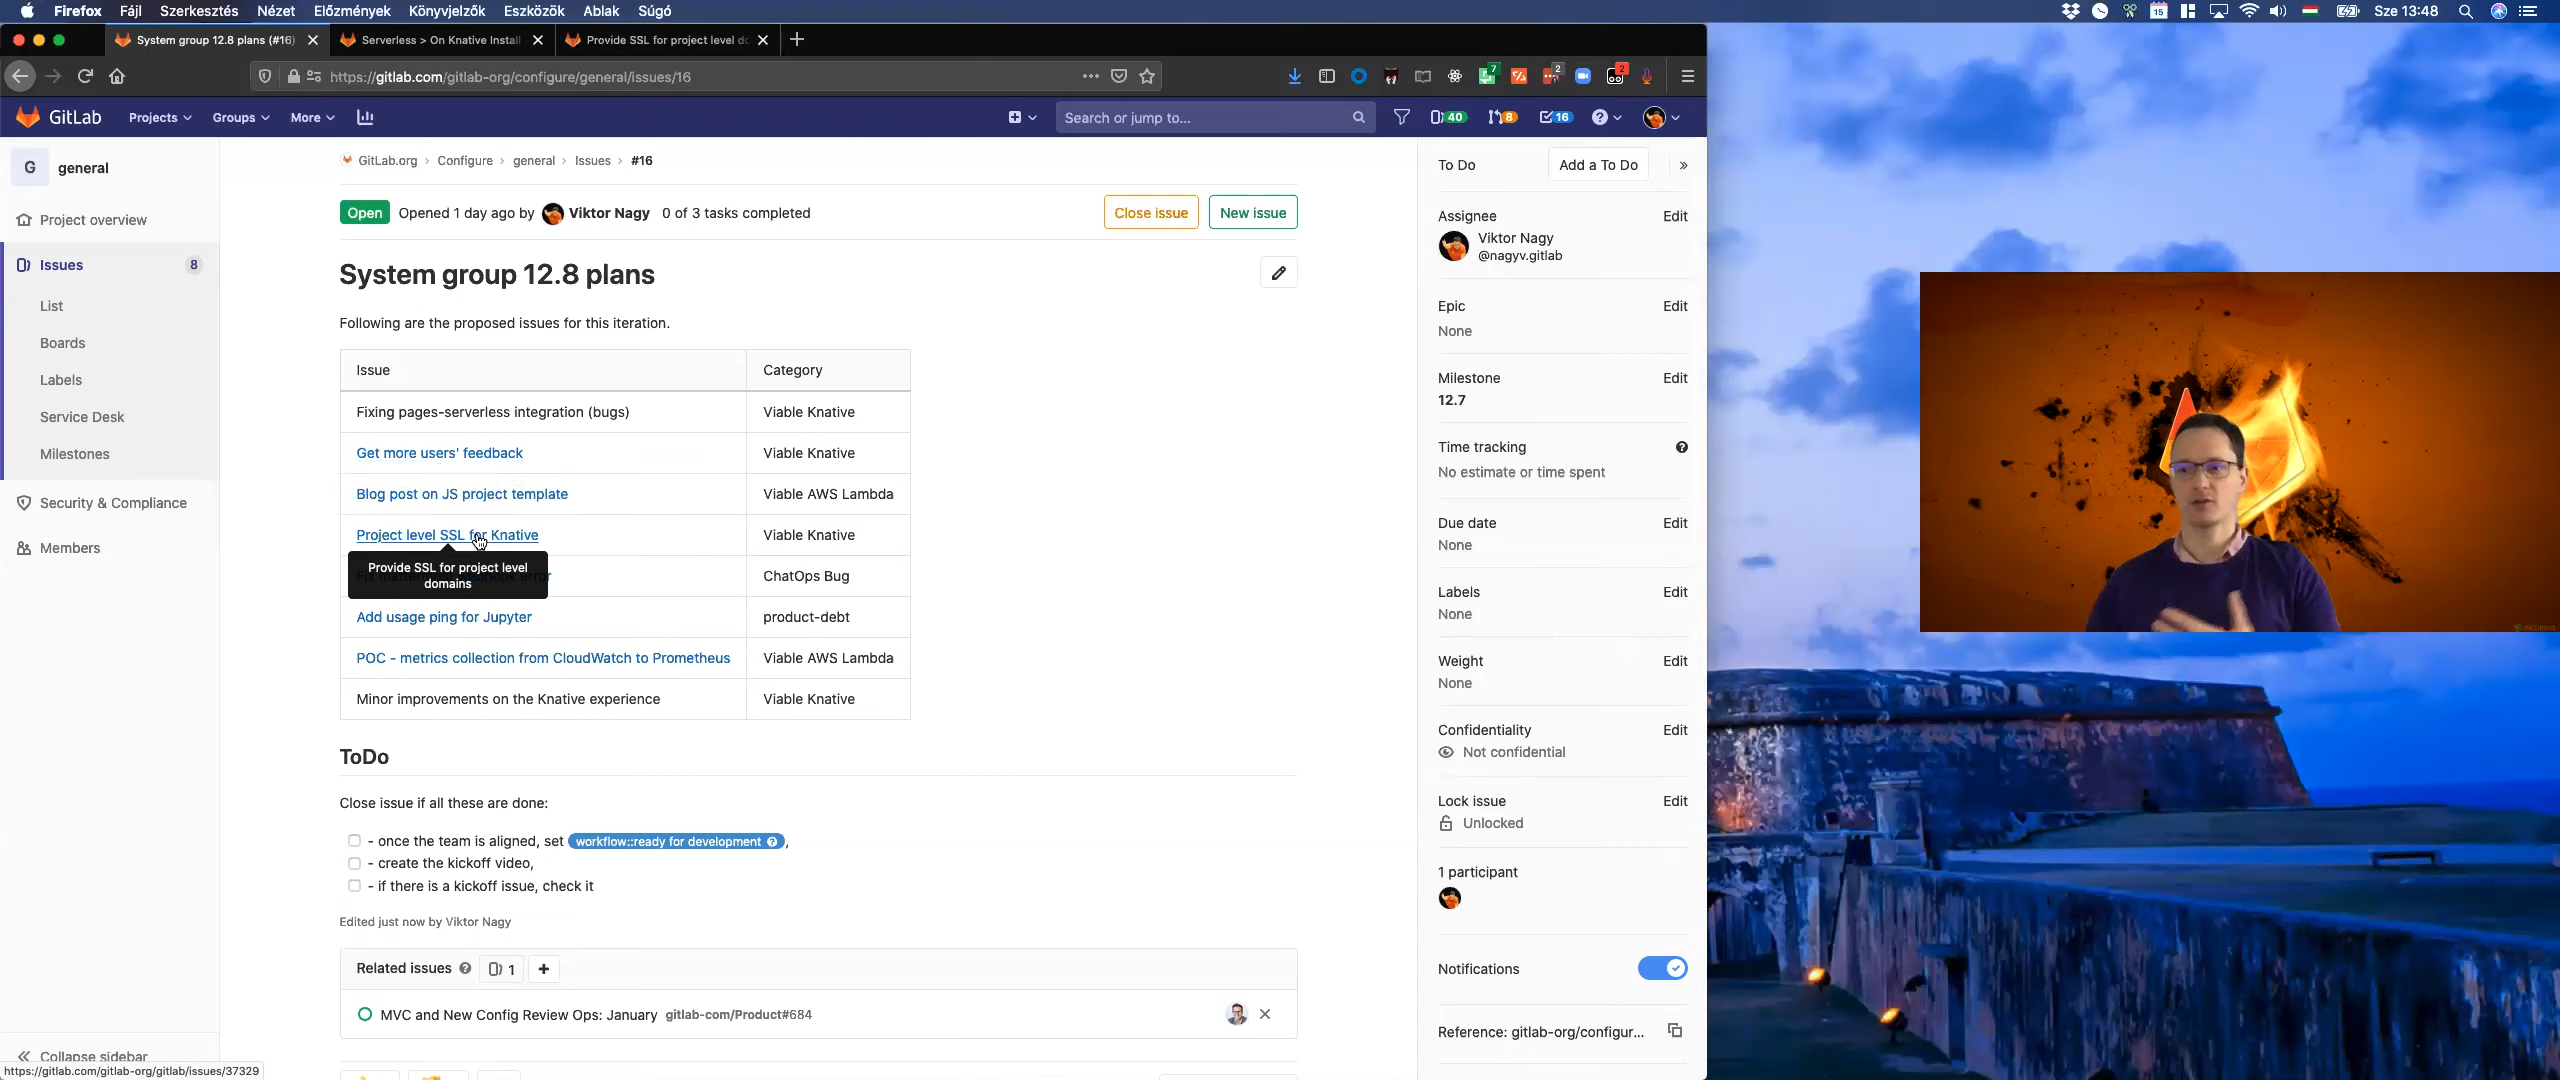 Firefox Fájl Szerkesztés Nézet Előzmények Könyvjelzők Eszközök Ablak Súgó 15 Sze 13:48
System group 12.8 plans (#16) Serverless > On Knative Install Provide SSL for project level do
https://gitlab.com/gitlab-org/configure/general/issues/16 7 2 2
GitLab Projects Groups More Search or jump to... 40 8 16
G general
Project overview
Issues 8
List
Boards
Labels
Service Desk
Milestones
Security & Compliance
Members
Collapse sidebar
https://gitlab.com/gitlab-org/gitlab/issues/37329
GitLab.org › Configure › general › Issues › #16
Open Opened 1 day ago by Viktor Nagy 0 of 3 tasks completed Close issue New issue
System group 12.8 plans
Following are the proposed issues for this iteration.
Issue Category
Fixing pages-serverless integration (bugs) Viable Knative
Get more users' feedback Viable Knative
Blog post on JS project template Viable AWS Lambda
Project level SSL for Knative Viable Knative
Provide SSL for project level
domains
ChatOps Bug
Add usage ping for Jupyter product-debt
POC - metrics collection from CloudWatch to Prometheus Viable AWS Lambda
Minor improvements on the Knative experience Viable Knative
ToDo
Close issue if all these are done:
- once the team is aligned, set workflow::ready for development ,
- create the kickoff video,
- if there is a kickoff issue, check it
Edited just now by Viktor Nagy
Related issues 1 +
MVC and New Config Review Ops: January gitlab-com/Product#684
To Do Add a To Do »
Assignee Edit
Viktor Nagy
@nagyv.gitlab
Epic Edit
None
Milestone Edit
12.7
Time tracking
No estimate or time spent
Due date Edit
None
Labels Edit
None
Weight Edit
None
Confidentiality Edit
Not confidential
Lock issue Edit
Unlocked
1 participant
Notifications
Reference: gitlab-org/configur...